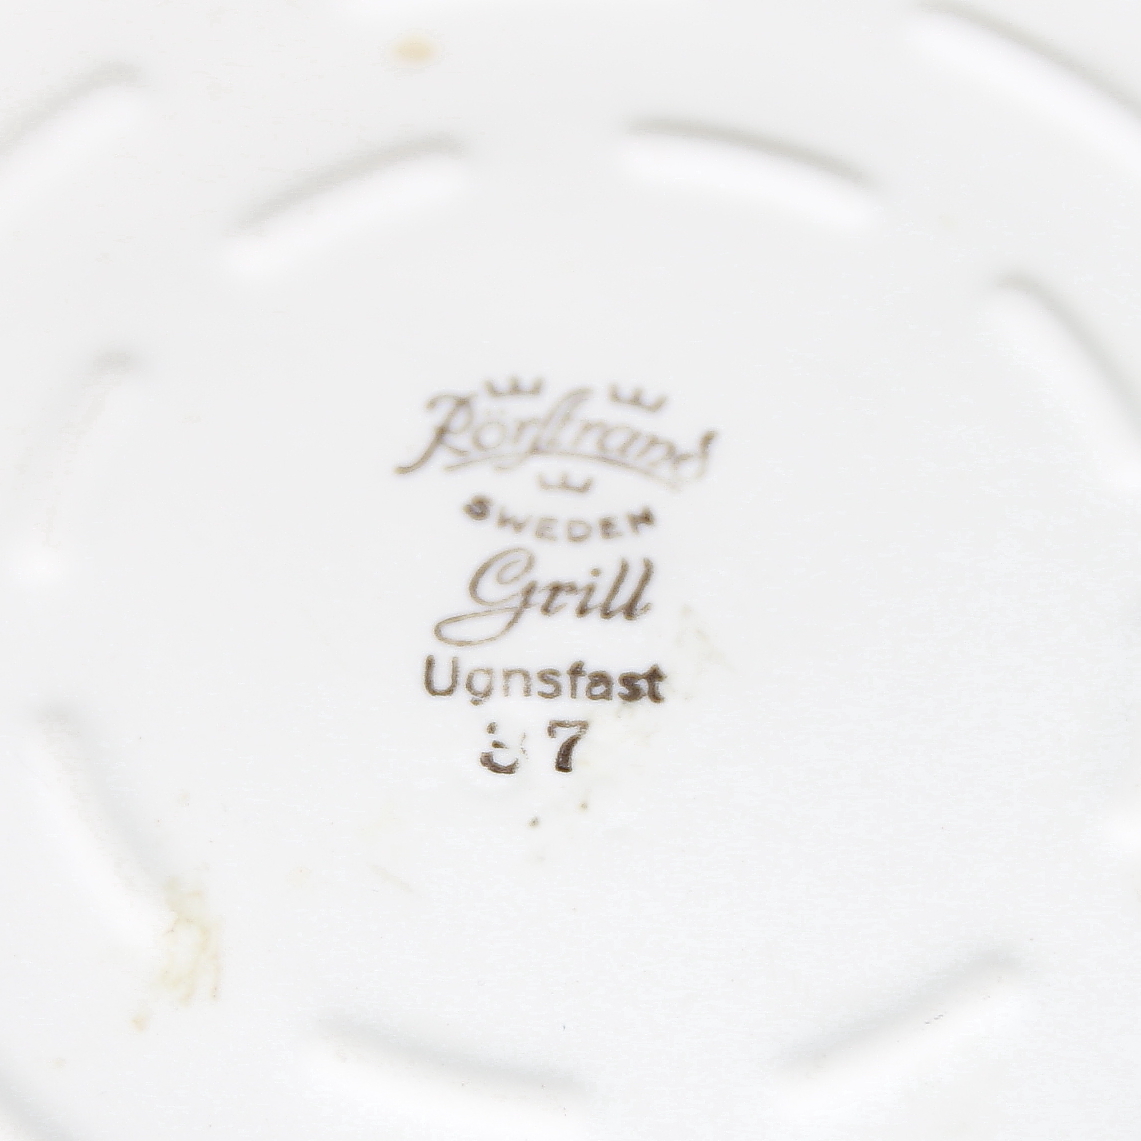 Rörstrand
SWEDEN
Grill
Ugnsfast
7